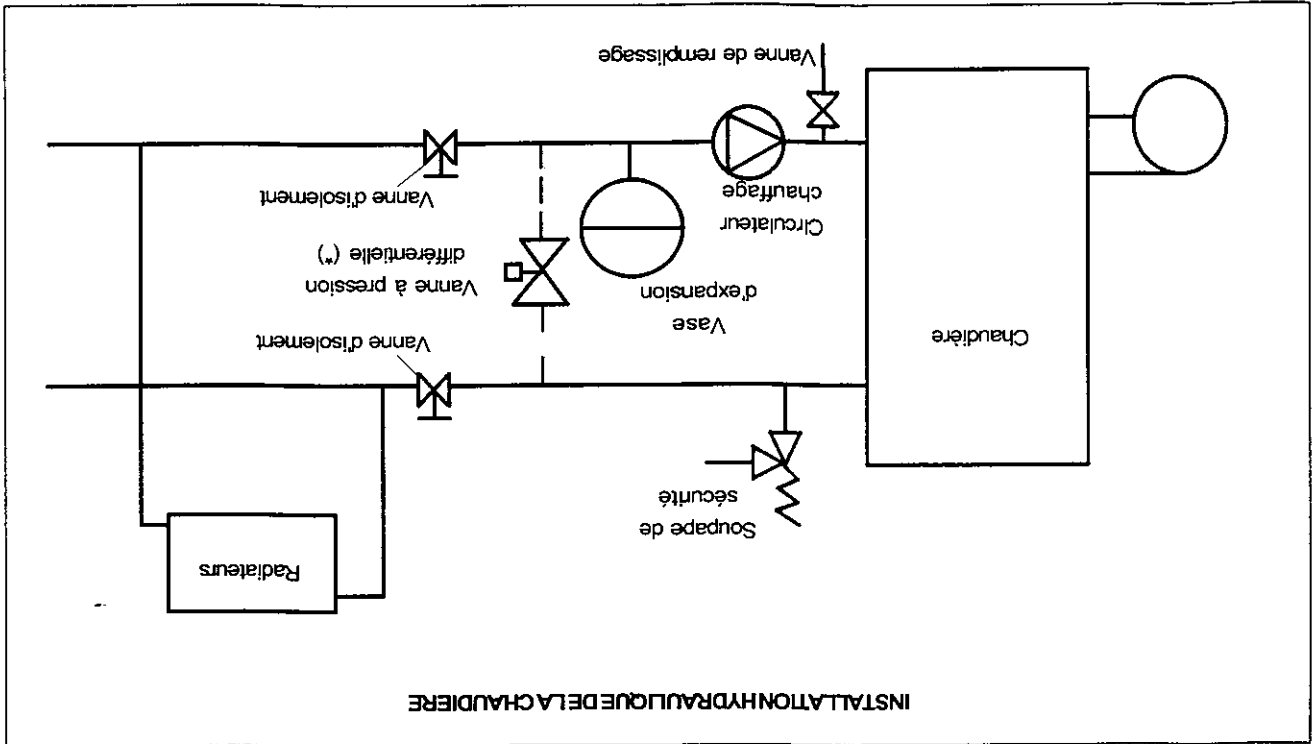 INSTALLATION HYDRAULIQUE DE LA CHAUDIERE
Radiateurs
Soupape de
sécurité
Vanne d'isolement
Chaudière
Vase
d'expansion
Vanne à pression
différentielle (*)
Circulateur
chauffage
Vanne d'isolement
Vanne de remplissage